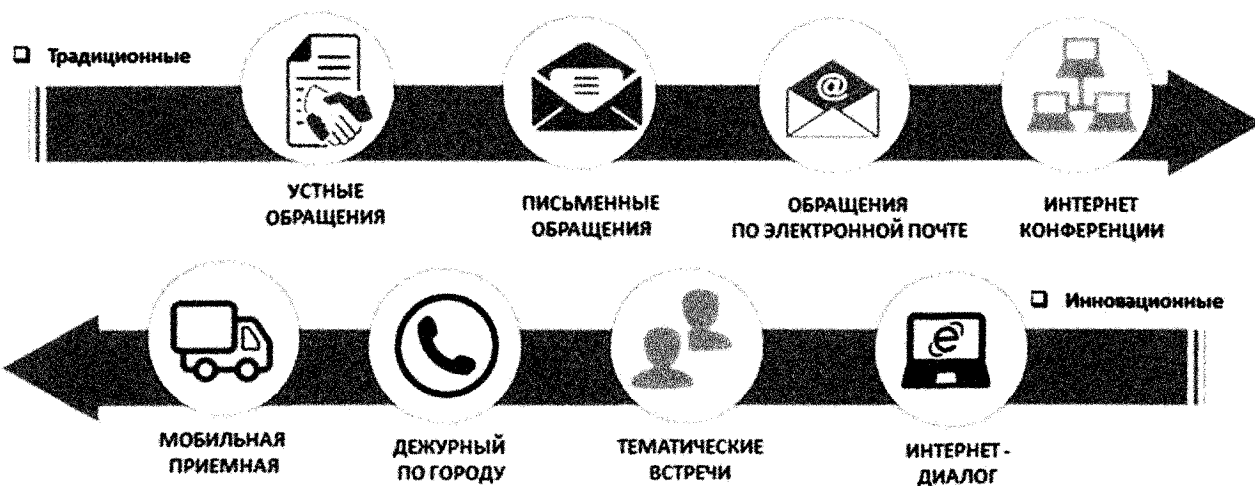 Традиционные
УСТНЫЕ
ОБРАЩЕНИЯ
ПИСЬМЕННЫЕ
ОБРАЩЕНИЯ
ОБРАЩЕНИЯ
ПО ЭЛЕКТРОННОЙ ПОЧТЕ
ИНТЕРНЕТ
КОНФЕРЕНЦИИ
Инновационные
МОБИЛЬНАЯ
ПРИЕМНАЯ
ДЕЖУРНЫЙ
ПО ГОРОДУ
ТЕМАТИЧЕСКИЕ
ВСТРЕЧИ
ИНТЕРНЕТ -
ДИАЛОГ